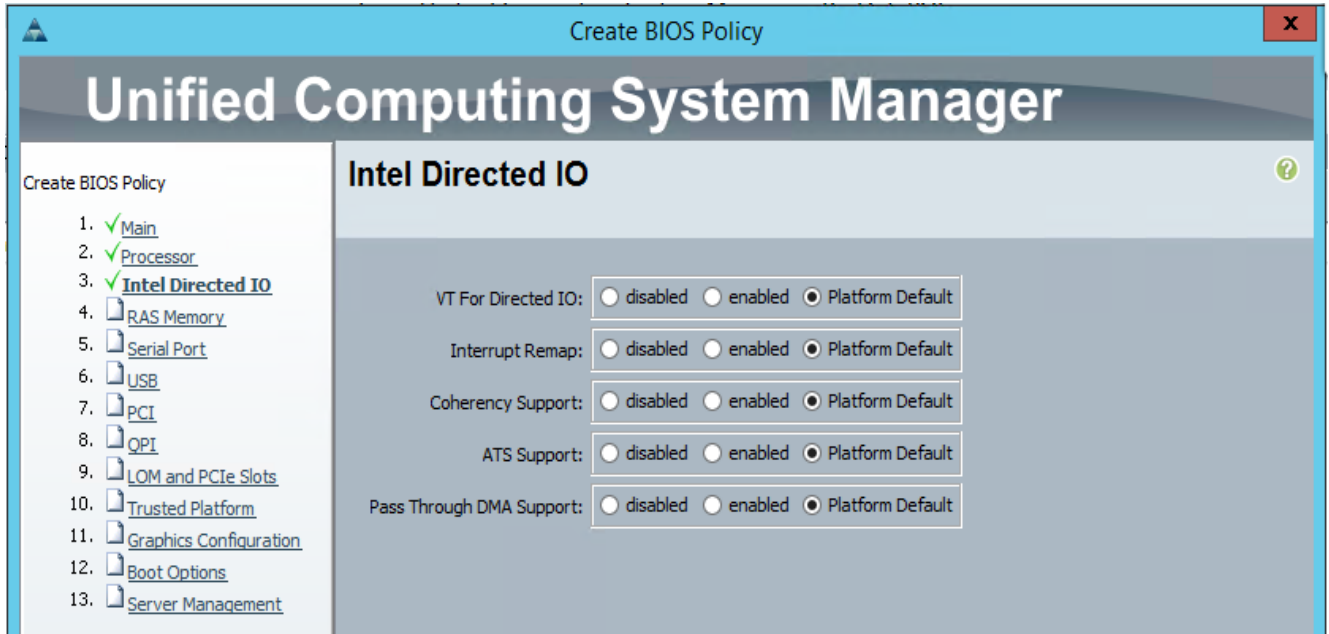 Create BIOS Policy
X
Unified Computing System Manager
Create BIOS Policy
1. Main
2. Processor
3. Intel Directed IO
4. RAS Memory
5. Serial Port
6. USB
7. PCI
8. QPI
9. LOM and PCIe Slots
10. Trusted Platform
11. Graphics Configuration
12. Boot Options
13. Server Management
Intel Directed IO
?
VT For Directed IO: disabled enabled Platform Default
Interrupt Remap: disabled enabled Platform Default
Coherency Support: disabled enabled Platform Default
ATS Support: disabled enabled Platform Default
Pass Through DMA Support: disabled enabled Platform Default